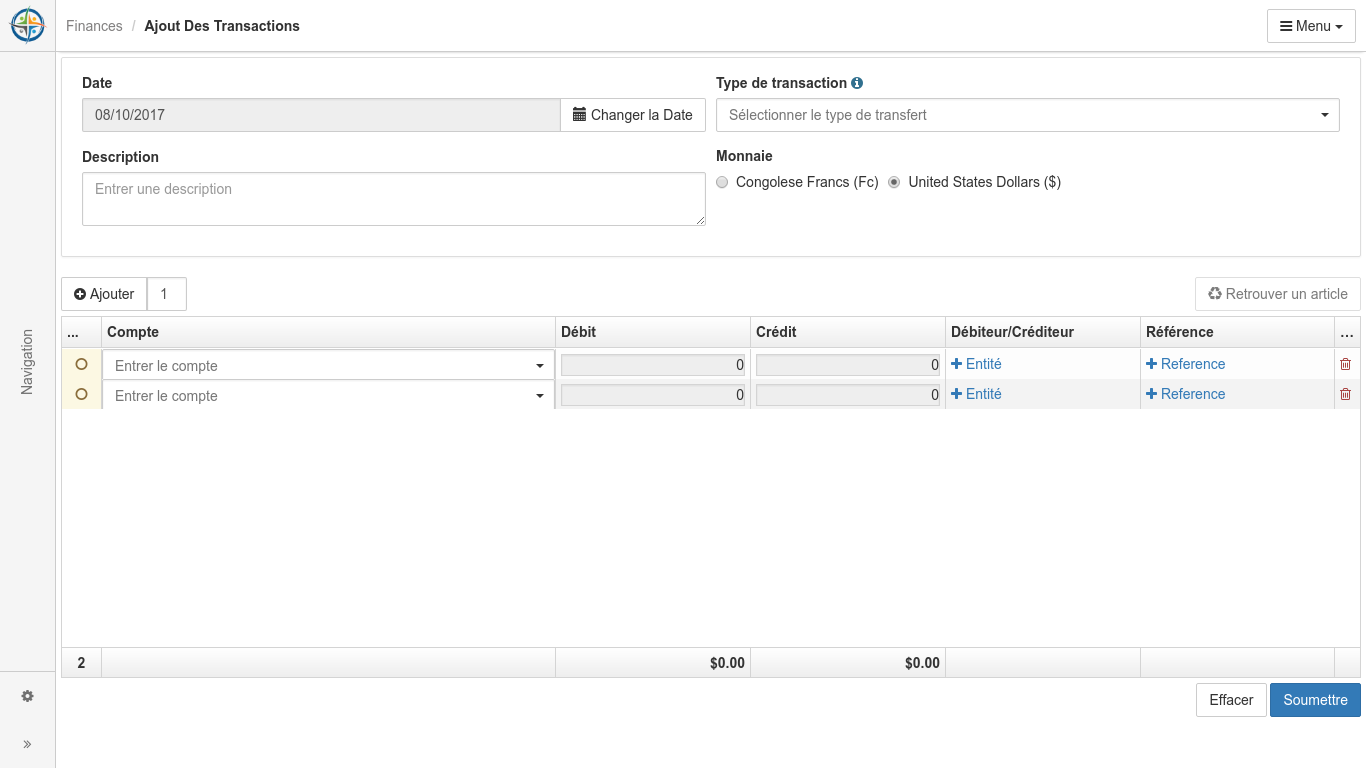 Finances / Ajout Des Transactions
Menu
Date
08/10/2017
Changer la Date
Type de transaction
Sélectionner le type de transfert
Description
Entrer une description
Monnaie
Congolese Francs (Fc)
United States Dollars ($)
Navigation
Ajouter
1
Retrouver un article
... Compte Débit Crédit Débiteur/Créditeur Référence ...
Entrer le compte 0 0 Entité Reference
Entrer le compte 0 0 Entité Reference
2 $0.00 $0.00
Effacer
Soumettre